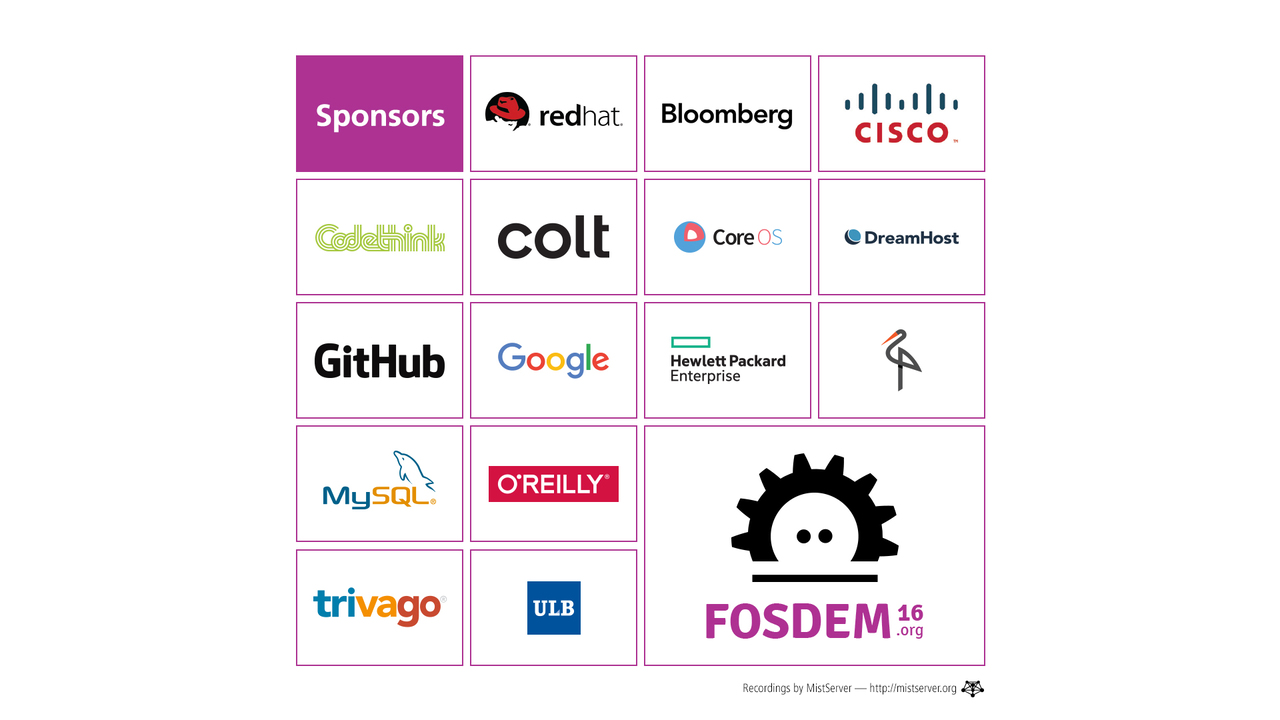 Sponsors
redhat.
Bloomberg
CISCO™
Codethink
colt
CoreOS
DreamHost
GitHub
Google
Hewlett Packard
Enterprise
MySQL®
O'REILLY®
FOSDEM 16
.org
trivago®
ULB
Recordings by MistServer — http://mistserver.org